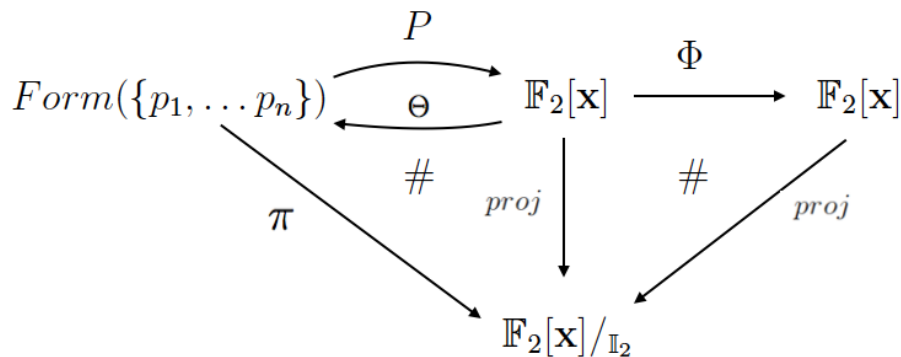 P
Φ
Form({p₁, … pₙ}) Θ 𝔽₂[𝐱] 𝔽₂[𝐱]
# #
π proj proj
𝔽₂[𝐱]/𝕀₂